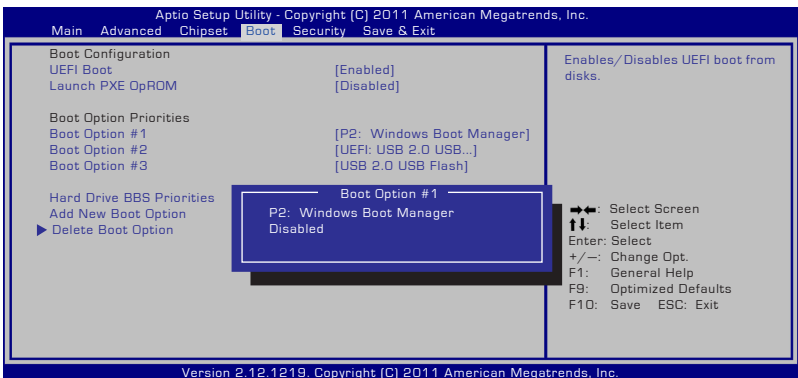 Aptio Setup Utility - Copyright (C) 2011 American Megatrends, Inc.
Main Advanced Chipset Boot Security Save & Exit
Boot Configuration
UEFI Boot [Enabled]
Launch PXE OpROM [Disabled]
Boot Option Priorities
Boot Option #1 [P2: Windows Boot Manager]
Boot Option #2 [UEFI: USB 2.0 USB...]
Boot Option #3 [USB 2.0 USB Flash]
Hard Drive BBS Priorities
Add New Boot Option
Delete Boot Option
Boot Option #1
P2: Windows Boot Manager
Disabled
Enables/Disables UEFI boot from
disks.
→←: Select Screen
↑↓: Select Item
Enter: Select
+/—: Change Opt.
F1: General Help
F9: Optimized Defaults
F10: Save ESC: Exit
Version 2.12.1219. Copyright (C) 2011 American Megatrends, Inc.